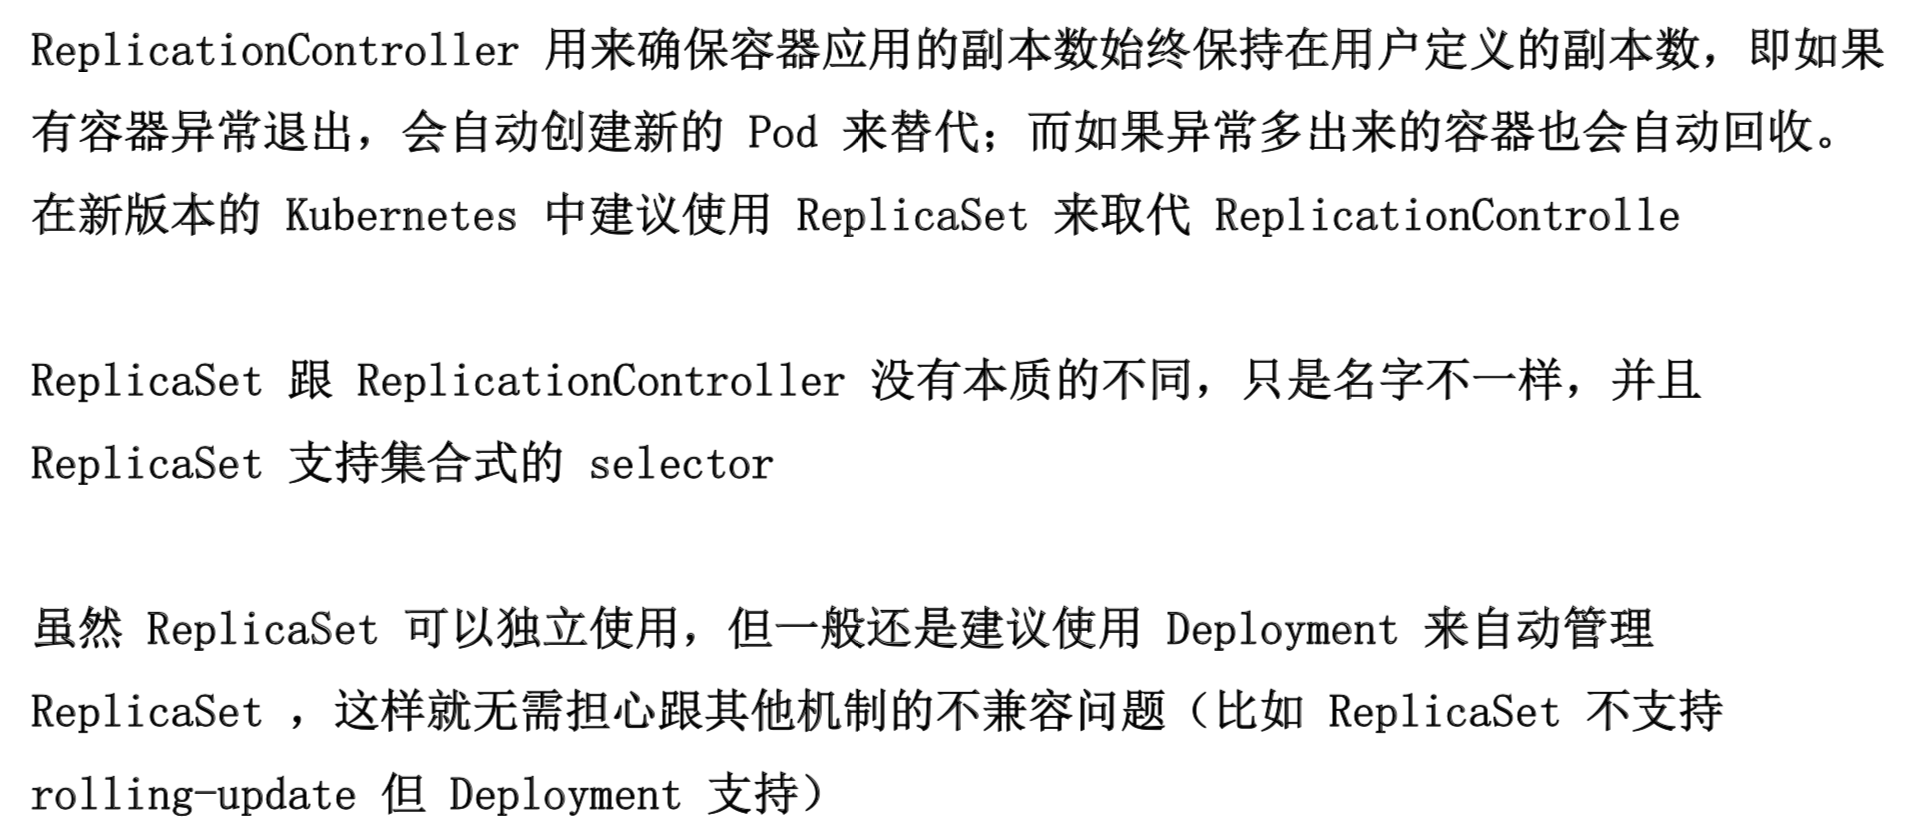 ReplicationController 用来确保容器应用的副本数始终保持在用户定义的副本数，即如果
有容器异常退出，会自动创建新的 Pod 来替代；而如果异常多出来的容器也会自动回收。
在新版本的 Kubernetes 中建议使用 ReplicaSet 来取代 ReplicationControlle
ReplicaSet 跟 ReplicationController 没有本质的不同，只是名字不一样，并且
ReplicaSet 支持集合式的 selector
虽然 ReplicaSet 可以独立使用，但一般还是建议使用 Deployment 来自动管理
ReplicaSet ，这样就无需担心跟其他机制的不兼容问题（比如 ReplicaSet 不支持
rolling-update 但 Deployment 支持）